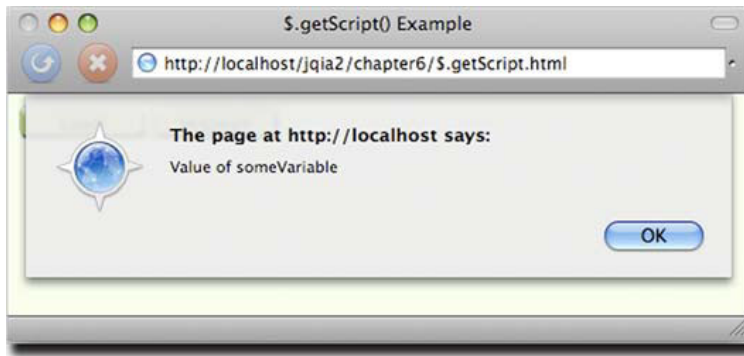 $.getScript() Example
http://localhost/jqia2/chapter6/$.getScript.html
The page at http://localhost says:
Value of someVariable
OK